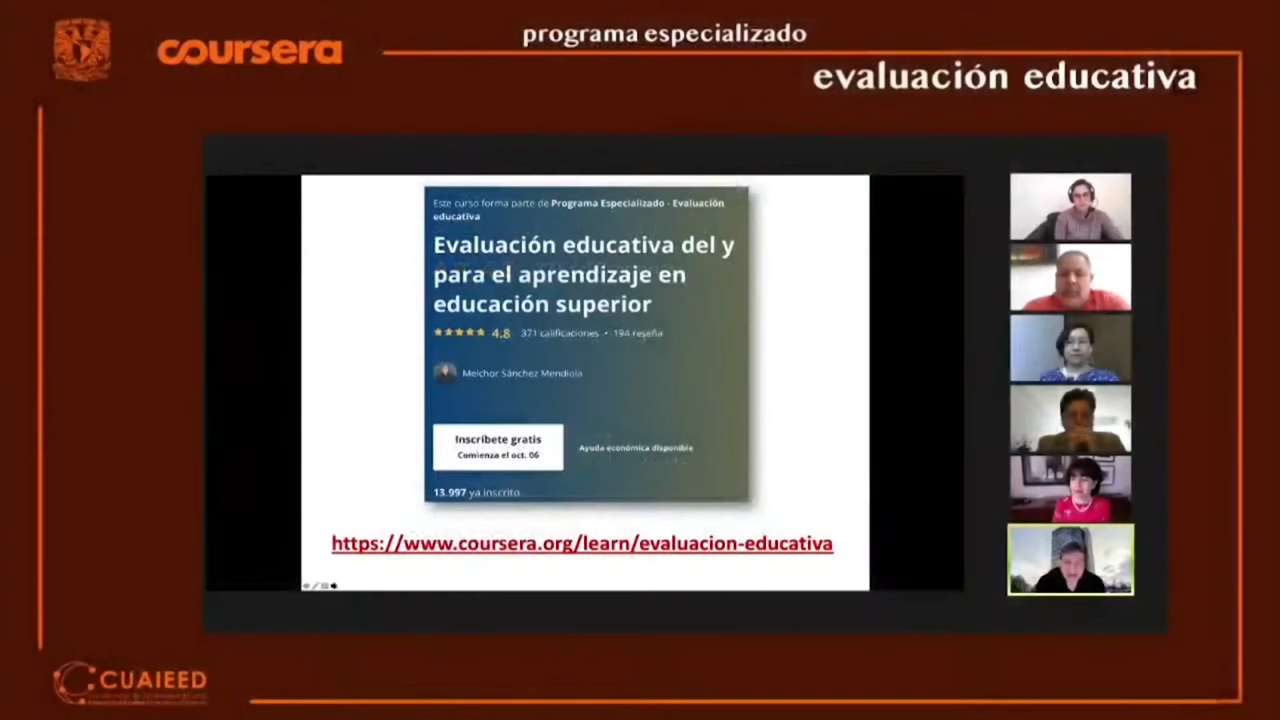 coursera
programa especializado
evaluación educativa
Este curso forma parte de Programa Especializado - Evaluación
educativa
Evaluación educativa del y
para el aprendizaje en
educación superior
4.8 371 calificaciones • 194 reseña
Melchor Sánchez Mendiola
Inscríbete gratis
Comienza el oct. 06
Ayuda económica disponible
13.997 ya inscrito
https://www.coursera.org/learn/evaluacion-educativa
CUAIEED